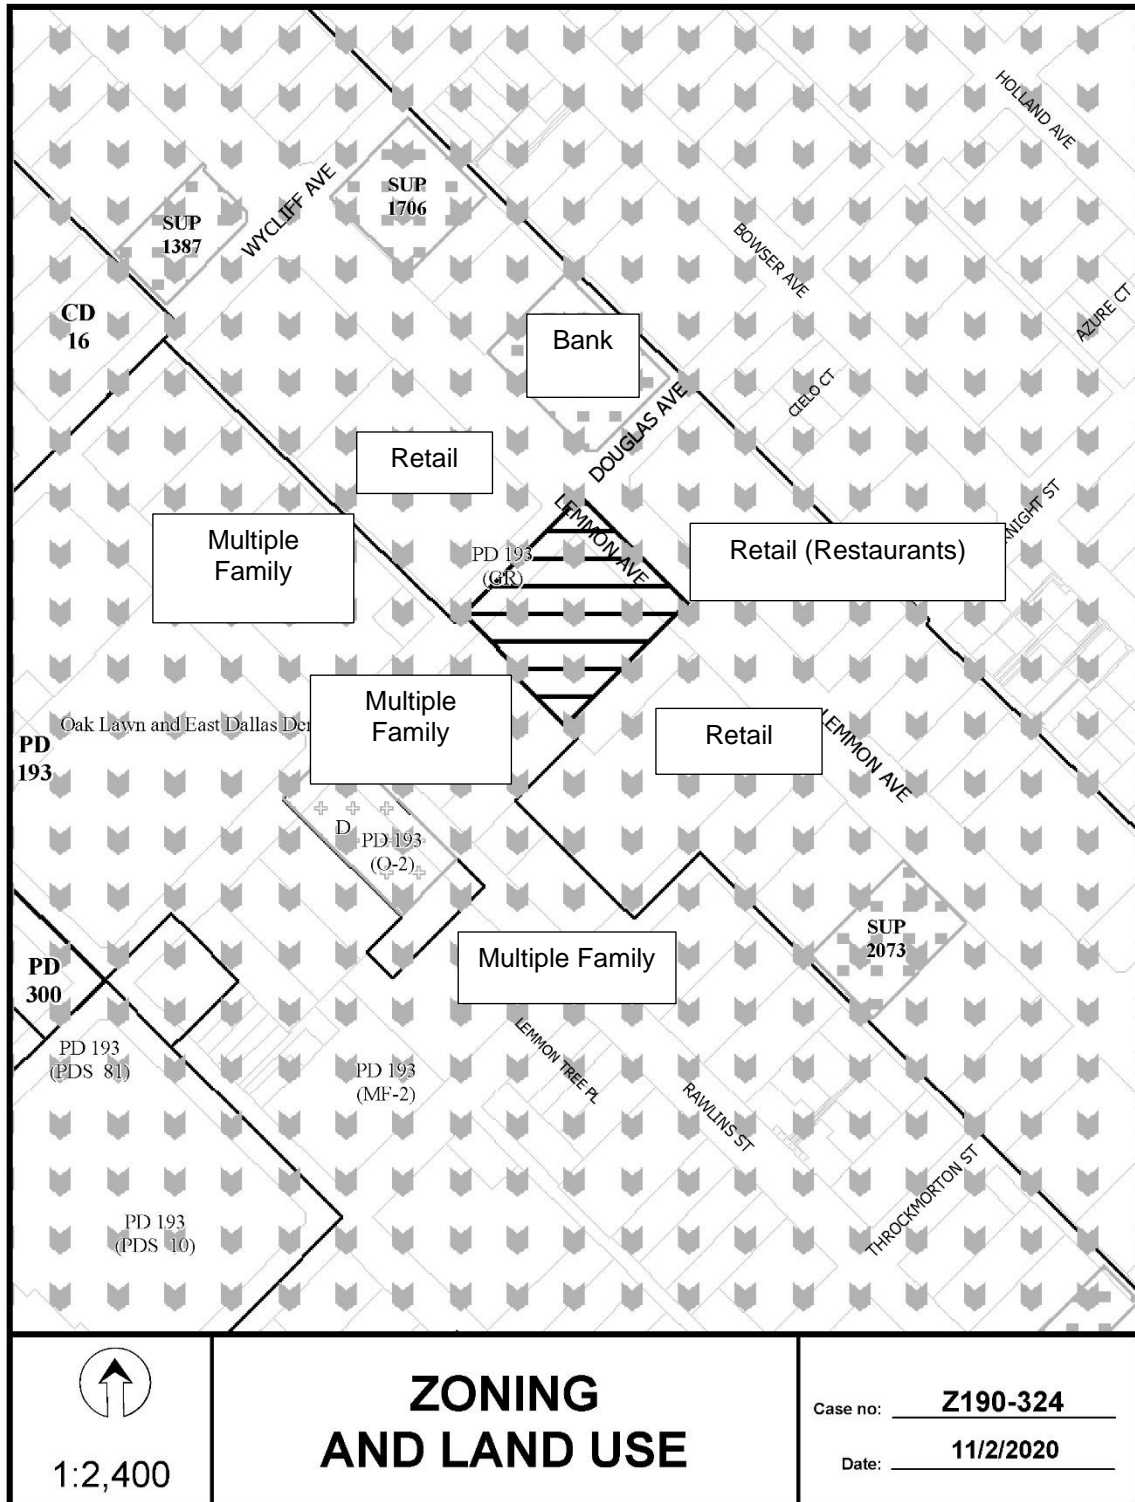 HOLLAND AVE
SUP
1706
WYCLIFF AVE
SUP
1387
BOWSER AVE
AZURE CT
CD
16
Bank
CIELO CT
DOUGLAS AVE
Retail
LEMMON AVE
KNIGHT ST
Multiple
Family
PD 193
(GR)
Retail (Restaurants)
Multiple
Family
Oak Lawn and East Dallas
PD
193
Retail
LEMMON AVE
D
PD 193
(O-2)
SUP
2073
PD
300
Multiple Family
PD 193
(PDS 81)
PD 193
(MF-2)
LEMMON TREE PL
RAWLINS ST
THROCKMORTON ST
PD 193
(PDS 10)
1:2,400
ZONING
AND LAND USE
Case no: Z190-324
Date: 11/2/2020